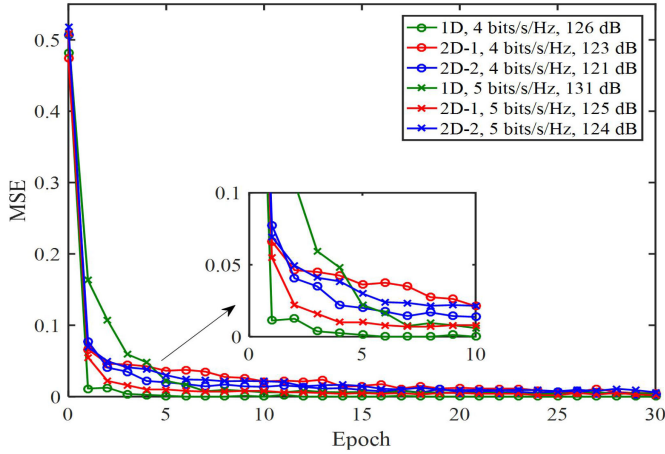 0.5
0.4
0.3
0.2
0.1
0
MSE
1D, 4 bits/s/Hz, 126 dB
2D-1, 4 bits/s/Hz, 123 dB
2D-2, 4 bits/s/Hz, 121 dB
1D, 5 bits/s/Hz, 131 dB
2D-1, 5 bits/s/Hz, 125 dB
2D-2, 5 bits/s/Hz, 124 dB
0.1
0.05
0
0 5 10
0 5 10 15 20 25 30
Epoch